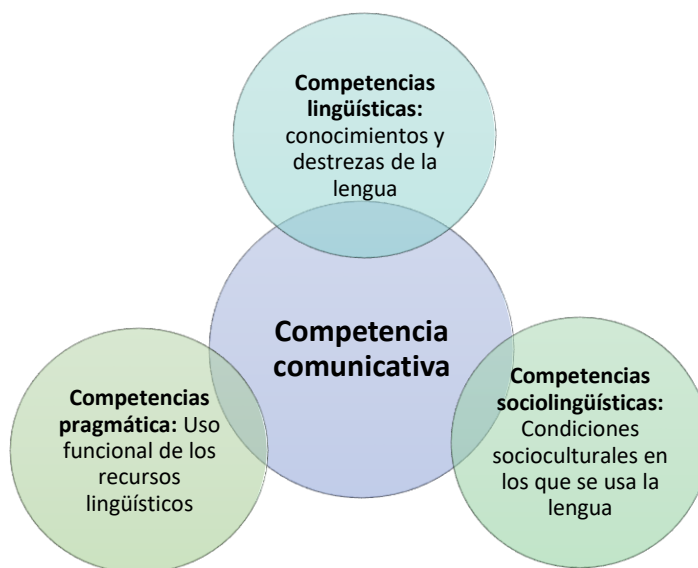 Competencias
lingüísticas:
conocimientos y
destrezas de la
lengua
Competencia
comunicativa
Competencias
pragmática: Uso
funcional de los
recursos
lingüísticos
Competencias
sociolingüísticas:
Condiciones
socioculturales en
los que se usa la
lengua